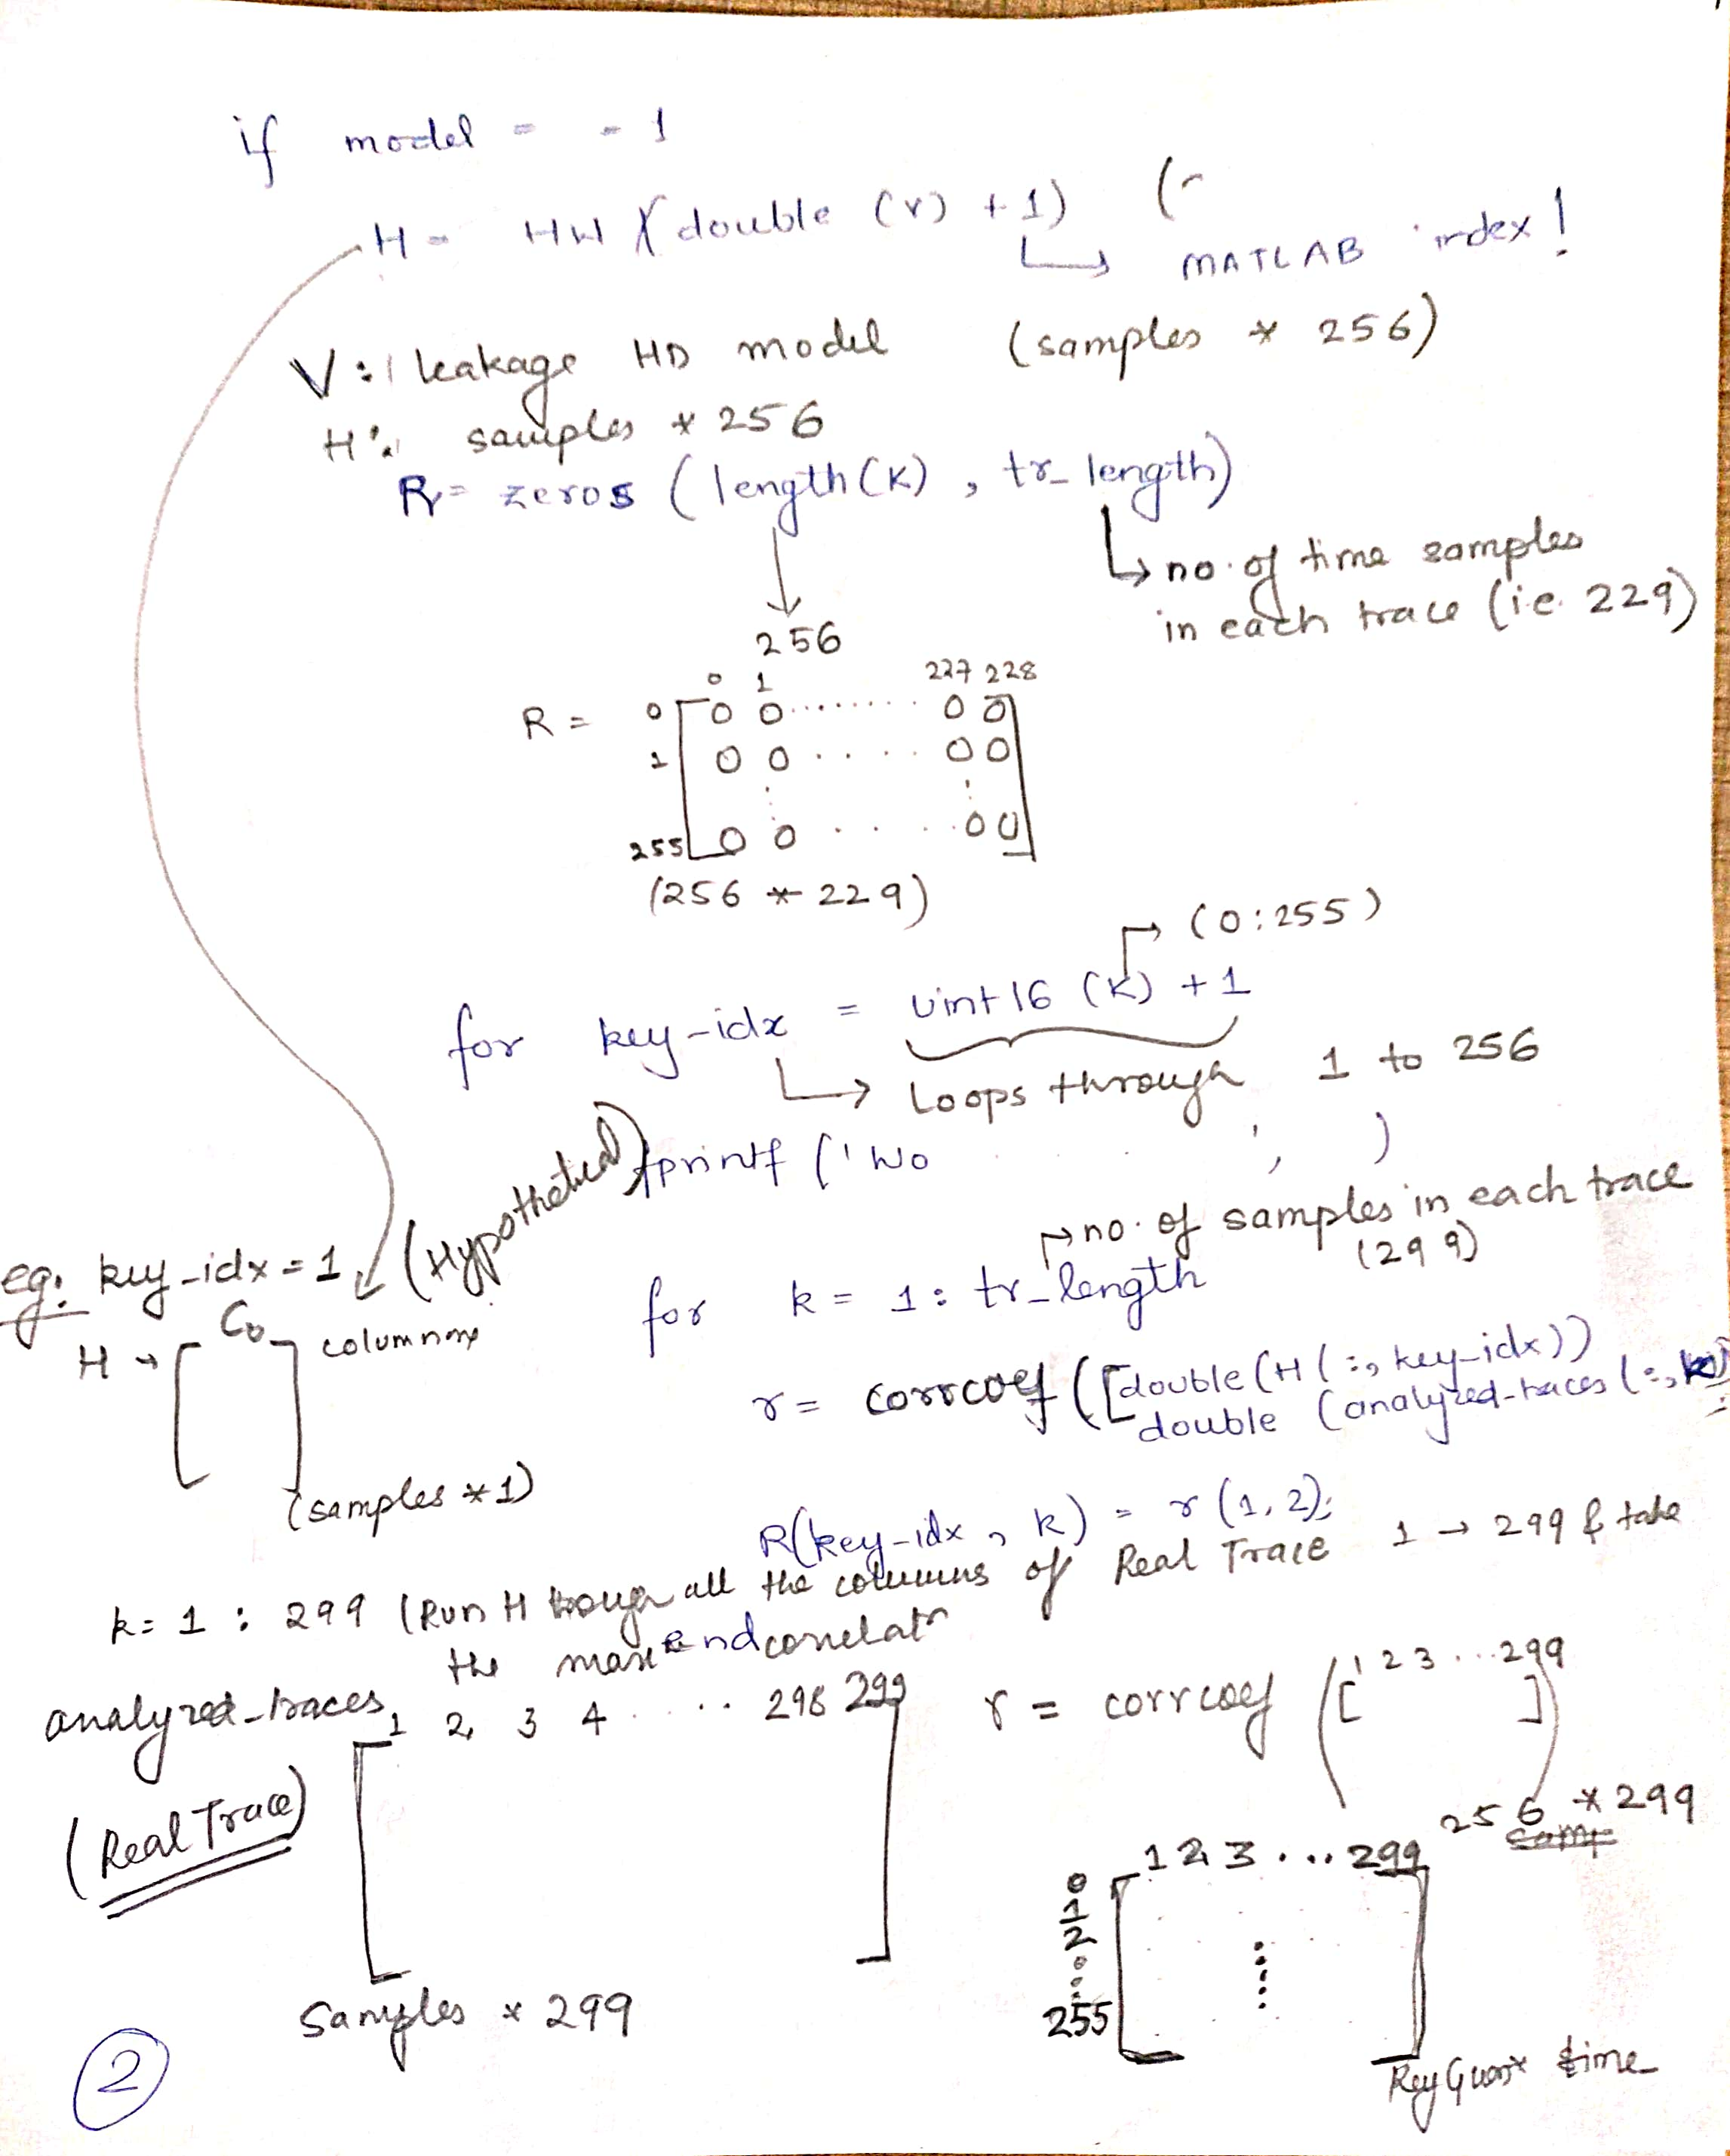 if model = = 1
H = HW (double (V) + 1) (
MATLAB index!
V: leakage HD model (samples * 256)
H: samples * 256
R = zeros (length (K) , tr_length)
no. of time samples
in each trace (i.e. 229)
256
0 1 227 228
R = 0 0 0 ........ 0 0
1 0 0 . . . . 0 0
255 0 0 . . . . 0 0
(256 * 229)
(0:255)
for key_idx = uint16 (K) + 1
Loops through 1 to 256
fprintf (' Wo ' , )
no. of samples in each trace
(299)
for k = 1 : tr_length
eg: key_idx = 1 (Hypothetical)
C0
H → columns
(samples * 1)
r = corrcoef ([double (H (:, key_idx))
double (analyzed_traces (:, k)
R(key_idx , k) = r (1, 2);
k = 1 : 299 (Run H through all the columns of Real Trace 1 → 299 & take
the max correlatn
end
analyzed_traces
1 2 3 4 . . . . 298 299
(Real Trace)
Samples * 299
r = corrcoef ([ 1 2 3 ... 299 ])
256 * 299
1 2 3 ... 299
0
1
2
:
255
Key Guess * time
2